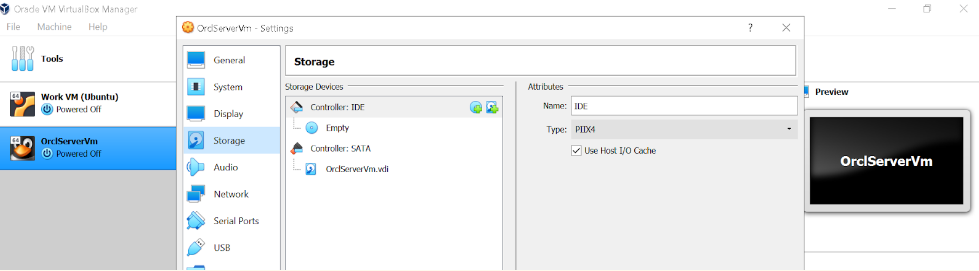 Oracle VM VirtualBox Manager
File Machine Help
Tools
64
Work VM (Ubuntu)
Powered Off
64
OrclServerVm
Powered Off
OrclServerVm - Settings
?
General
System
Display
Storage
Audio
Network
Serial Ports
USB
Storage
Storage Devices
Controller: IDE
Empty
Controller: SATA
OrclServerVm.vdi
Attributes
Name: IDE
Type: PIIX4
Use Host I/O Cache
Preview
OrclServerVm